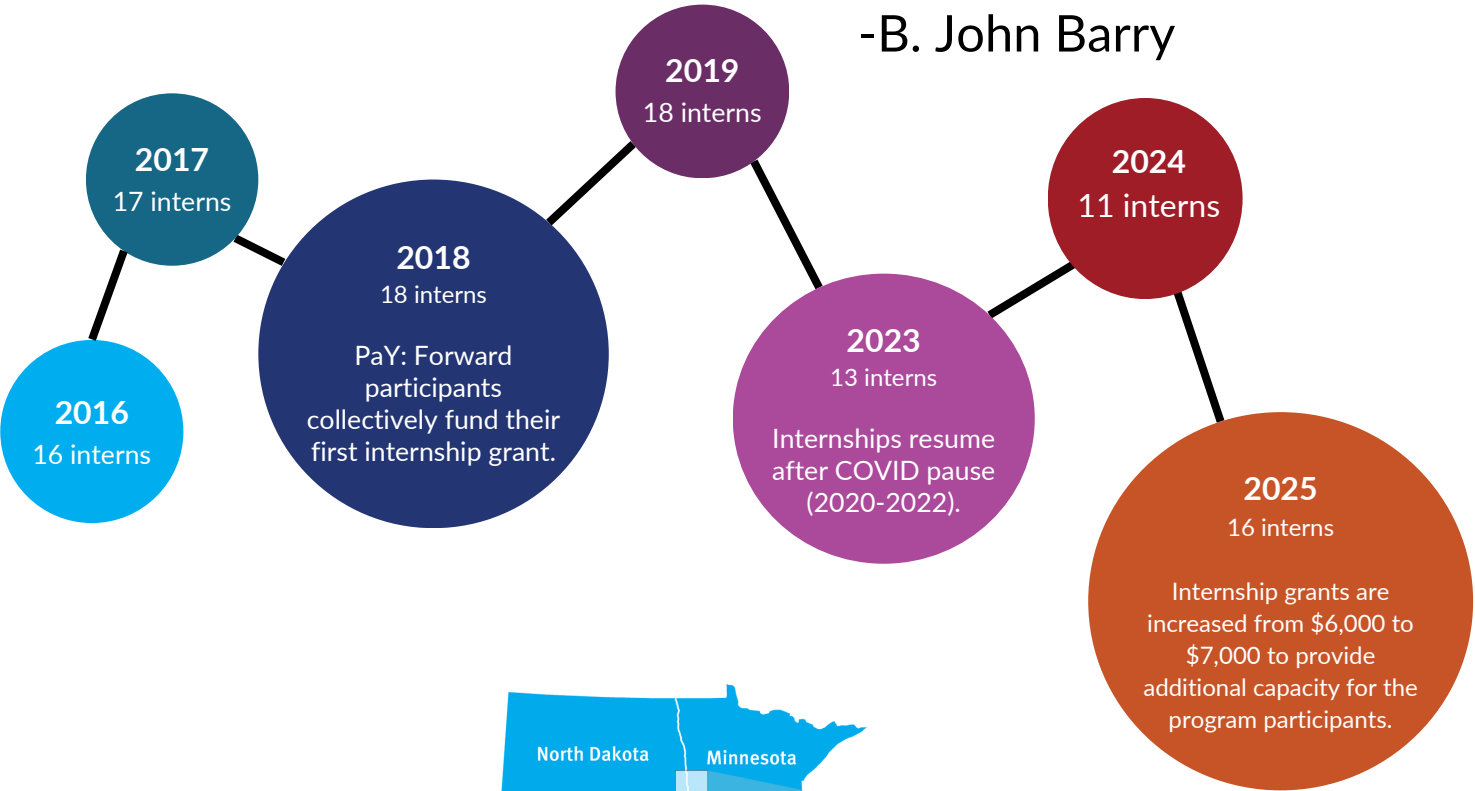 -B. John Barry
2016
16 interns
2017
17 interns
2018
18 interns
PaY: Forward
participants
collectively fund their
first internship grant.
2019
18 interns
2023
13 interns
Internships resume
after COVID pause
(2020-2022).
2024
11 interns
2025
16 interns
Internship grants are
increased from $6,000 to
$7,000 to provide
additional capacity for the
program participants.
North Dakota
Minnesota